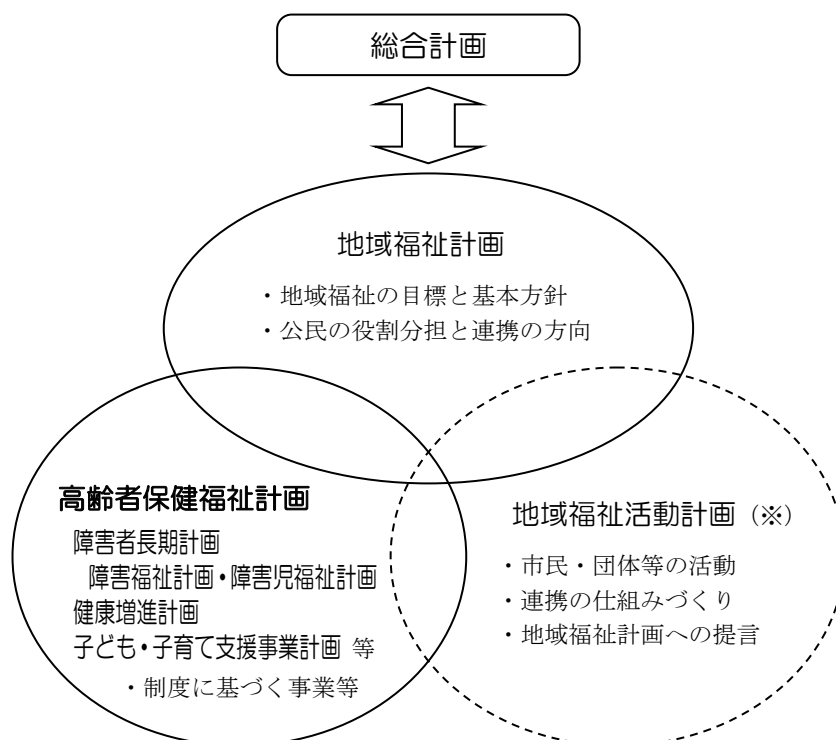 総合計画
地域福祉計画
・地域福祉の目標と基本方針
・公民の役割分担と連携の方向
高齢者保健福祉計画
障害者長期計画
障害福祉計画・障害児福祉計画
健康増進計画
子ども・子育て支援事業計画 等
・制度に基づく事業等
地域福祉活動計画（※）
・市民・団体等の活動
・連携の仕組みづくり
・地域福祉計画への提言